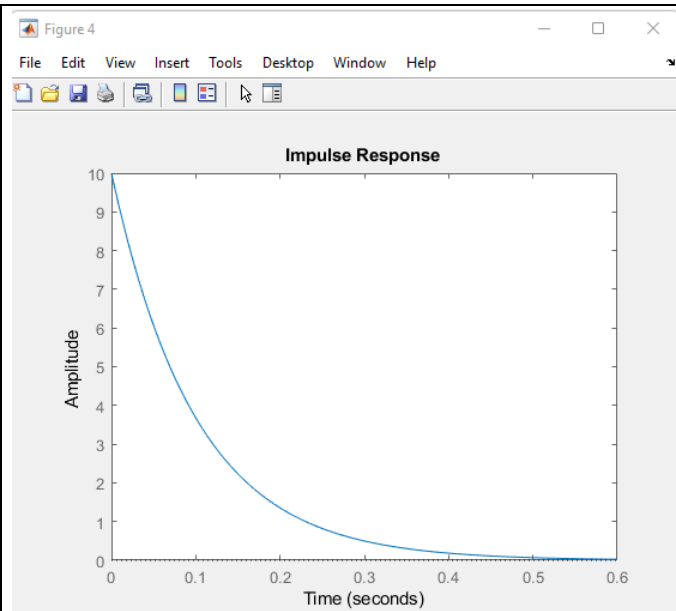 Figure 4
File Edit View Insert Tools Desktop Window Help
Impulse Response
10
9
8
7
6
5
4
3
2
1
0
Amplitude
0 0.1 0.2 0.3 0.4 0.5 0.6
Time (seconds)